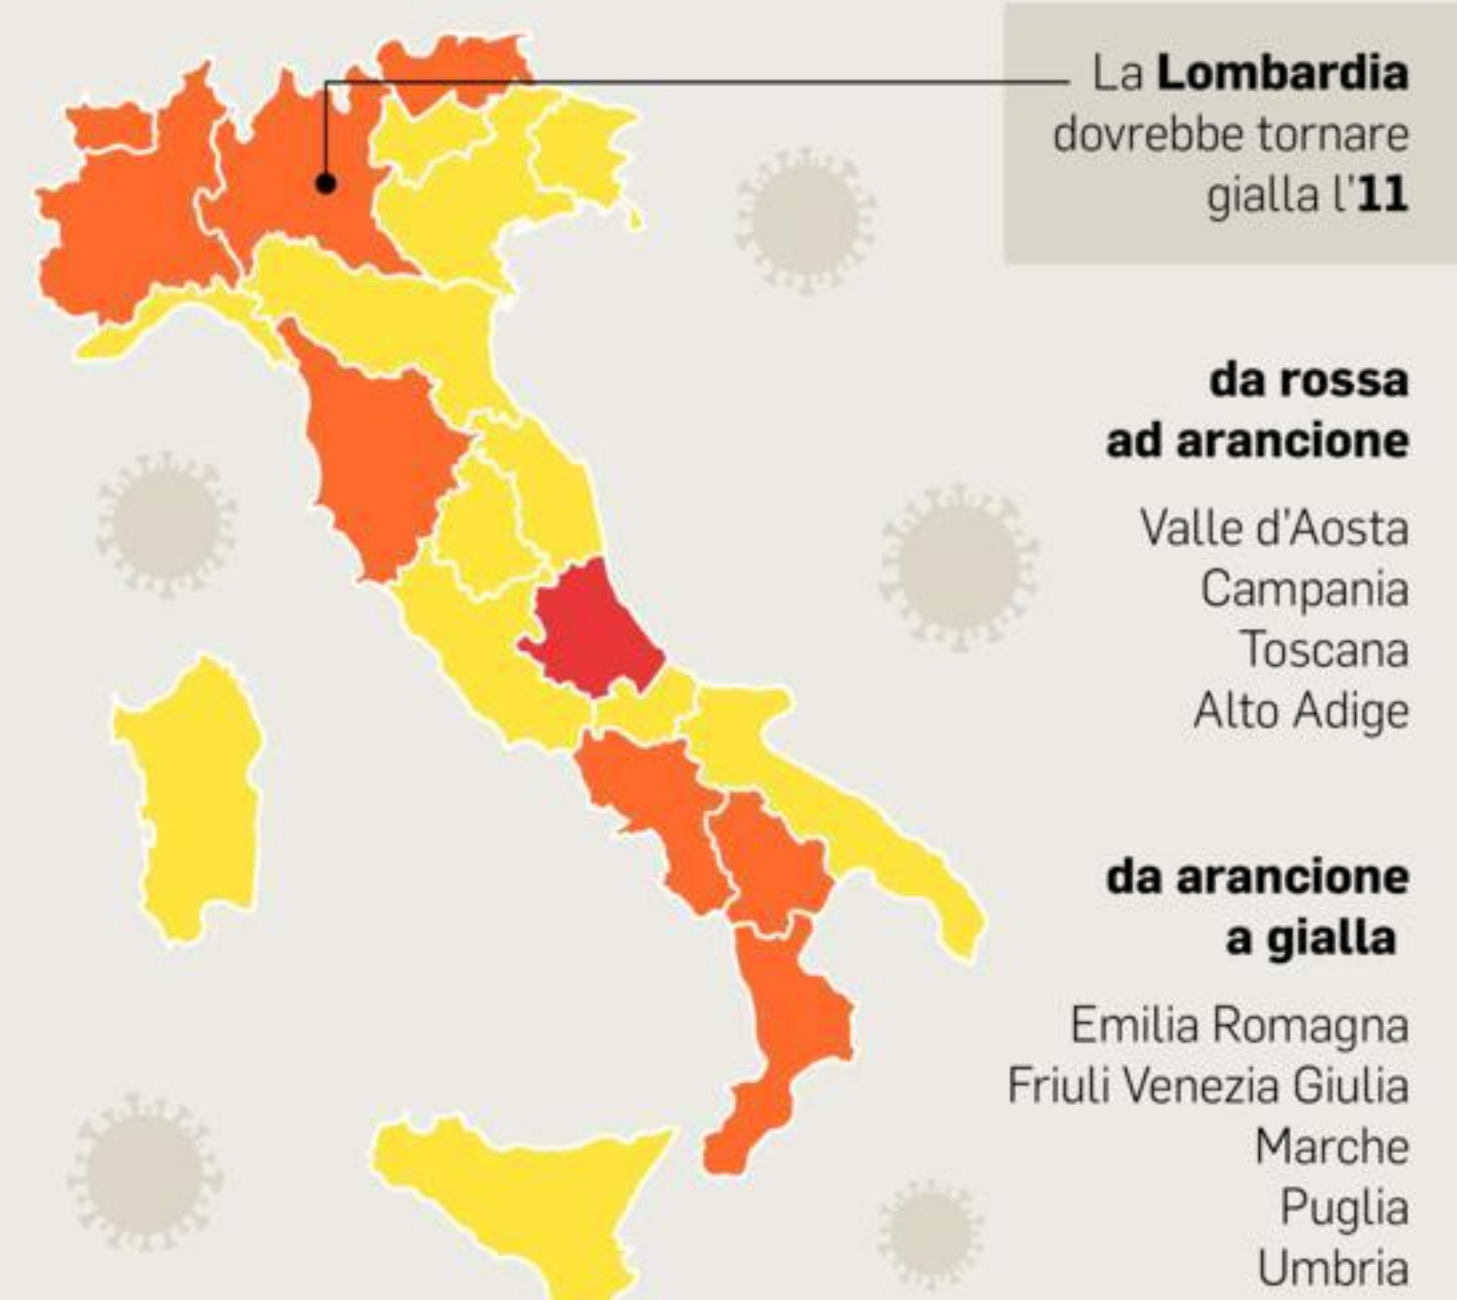 La Lombardia
dovrebbe tornare
gialla l'11
da rossa
ad arancione
Valle d'Aosta
Campania
Toscana
Alto Adige
da arancione
a gialla
Emilia Romagna
Friuli Venezia Giulia
Marche
Puglia
Umbria